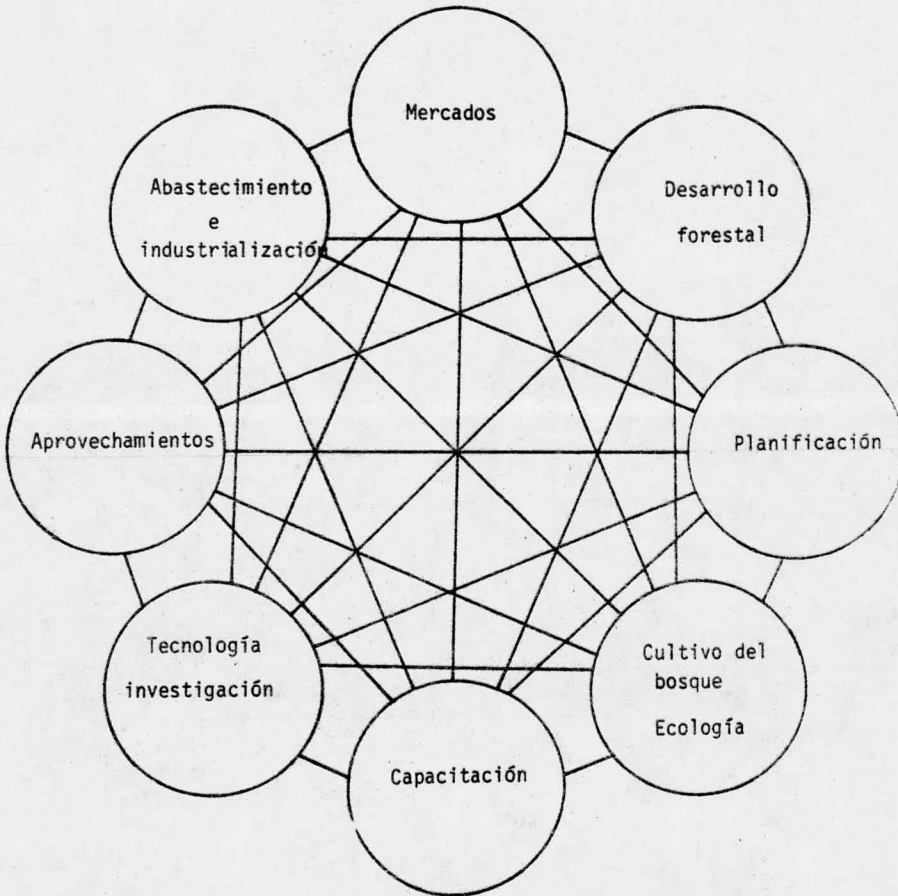 Mercados
Abastecimiento
e
industrialización
Desarrollo
forestal
Aprovechamientos
Planificación
Tecnología
investigación
Cultivo del
bosque
Ecología
Capacitación